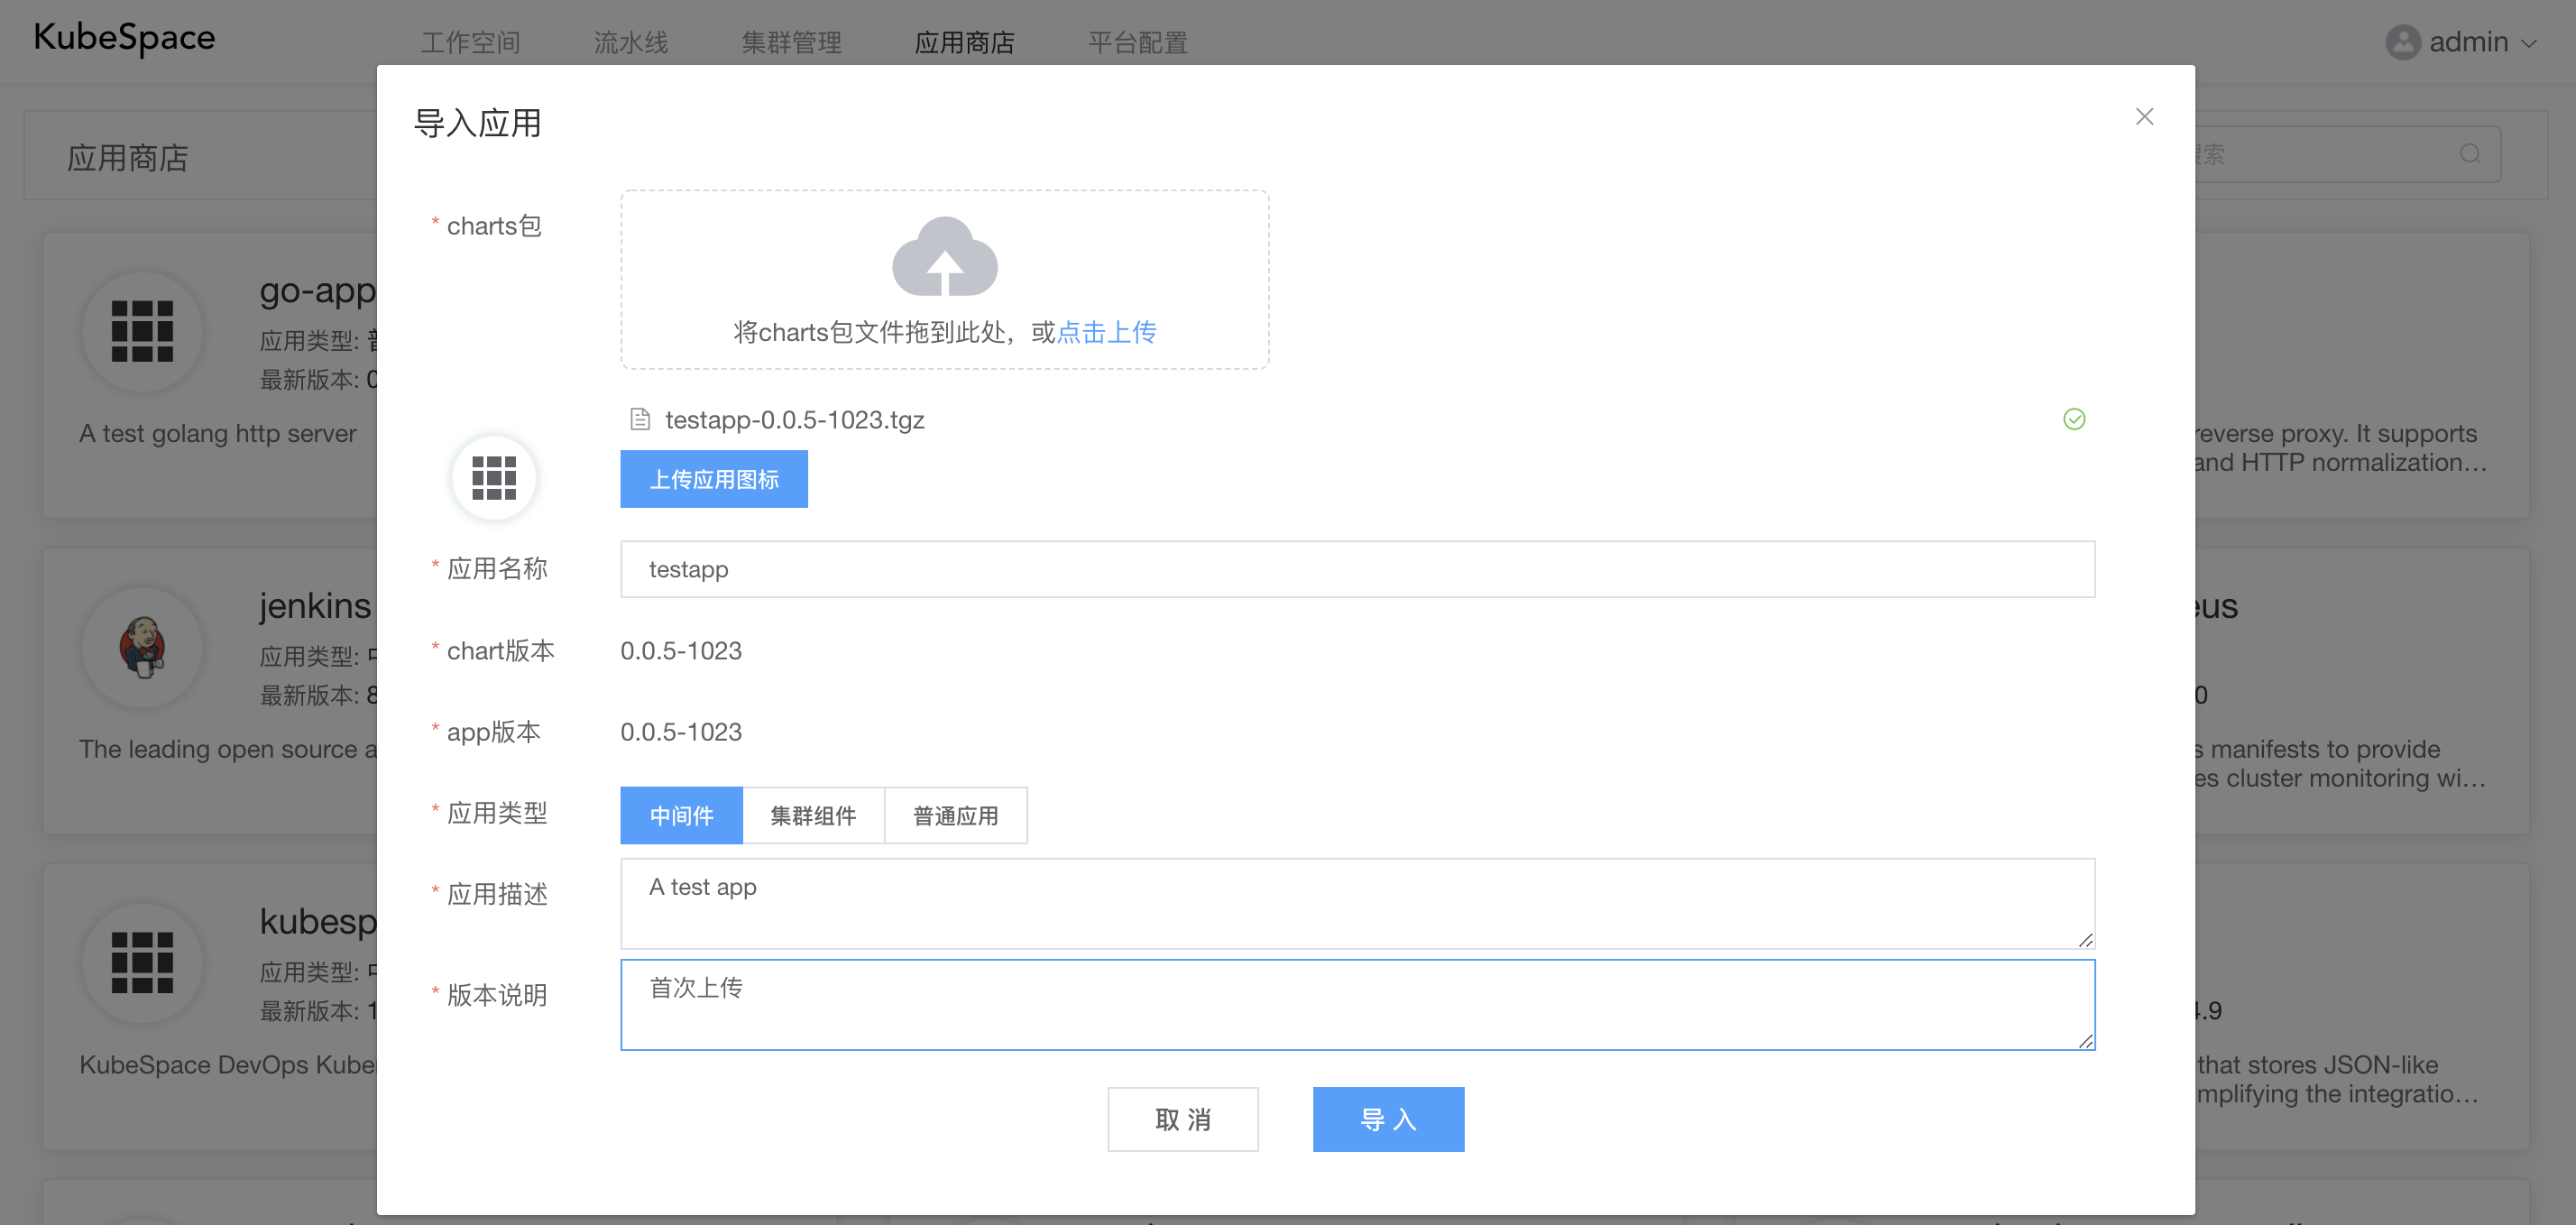 KubeSpace 工作空间 流水线 集群管理 应用商店 平台配置 admin
导入应用
应用商店
* charts包
将charts包文件拖到此处，或点击上传
testapp-0.0.5-1023.tgz
上传应用图标
* 应用名称 testapp
* chart版本 0.0.5-1023
* app版本 0.0.5-1023
* 应用类型 中间件 集群组件 普通应用
* 应用描述 A test app
* 版本说明 首次上传
取 消 导 入
go-app
应用类型:
最新版本: 0
A test golang http server
jenkins
应用类型:
最新版本: 8
The leading open source a
kubesp
应用类型:
最新版本: 1
KubeSpace DevOps Kube
索
reverse proxy. It supports
and HTTP normalization...
eus
0
s manifests to provide
es cluster monitoring wi...
4.9
that stores JSON-like
mplifying the integratio...